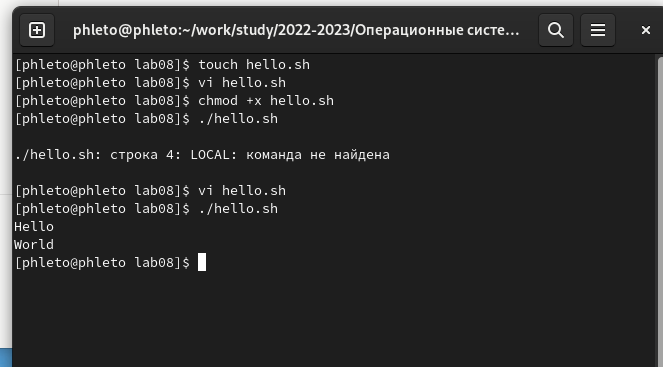 phleto@phleto:~/work/study/2022-2023/Операционные систе...
[phleto@phleto lab08]$ touch hello.sh
[phleto@phleto lab08]$ vi hello.sh
[phleto@phleto lab08]$ chmod +x hello.sh
[phleto@phleto lab08]$ ./hello.sh
./hello.sh: строка 4: LOCAL: команда не найдена
[phleto@phleto lab08]$ vi hello.sh
[phleto@phleto lab08]$ ./hello.sh
Hello
World
[phleto@phleto lab08]$